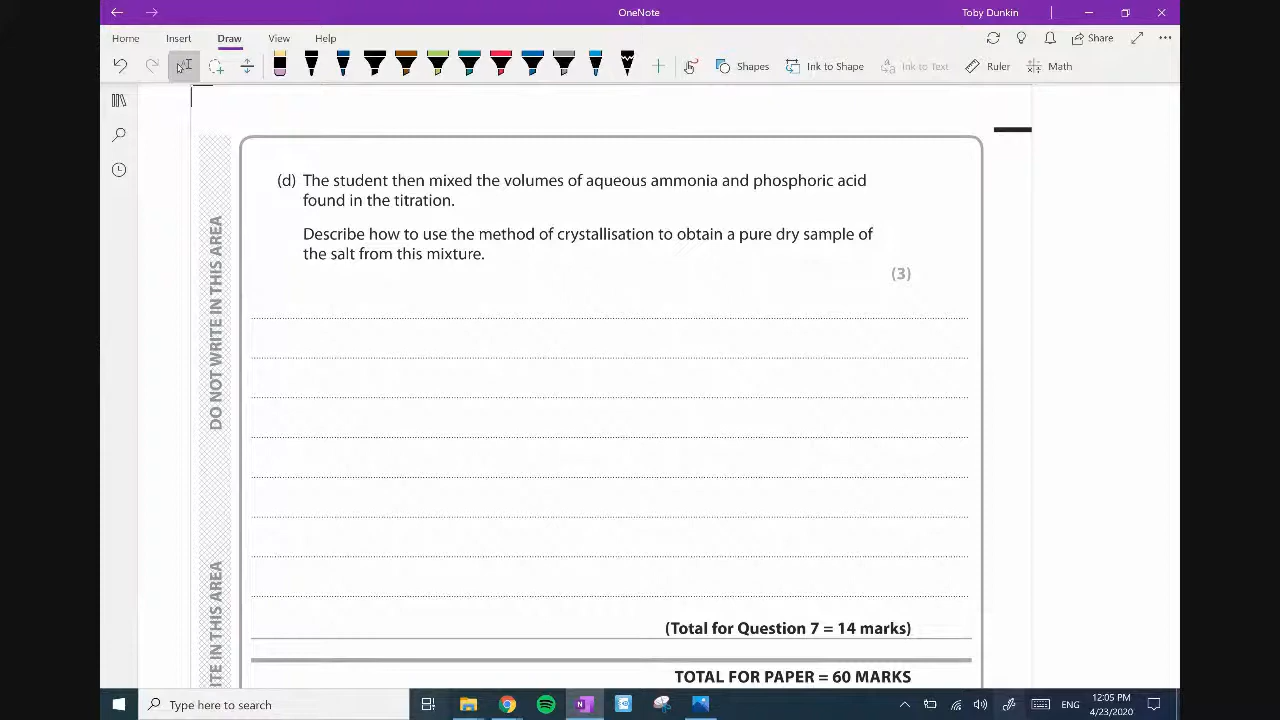 OneNote
Toby Dunkin
Home Insert Draw View Help
Share
Shapes Ink to Shape Ink to Text Ruler Math
(d) The student then mixed the volumes of aqueous ammonia and phosphoric acid
found in the titration.
Describe how to use the method of crystallisation to obtain a pure dry sample of
the salt from this mixture.
(3)
DO NOT WRITE IN THIS AREA
ITE IN THIS AREA
(Total for Question 7 = 14 marks)
TOTAL FOR PAPER = 60 MARKS
Type here to search
ENG
12:05 PM
4/23/2020